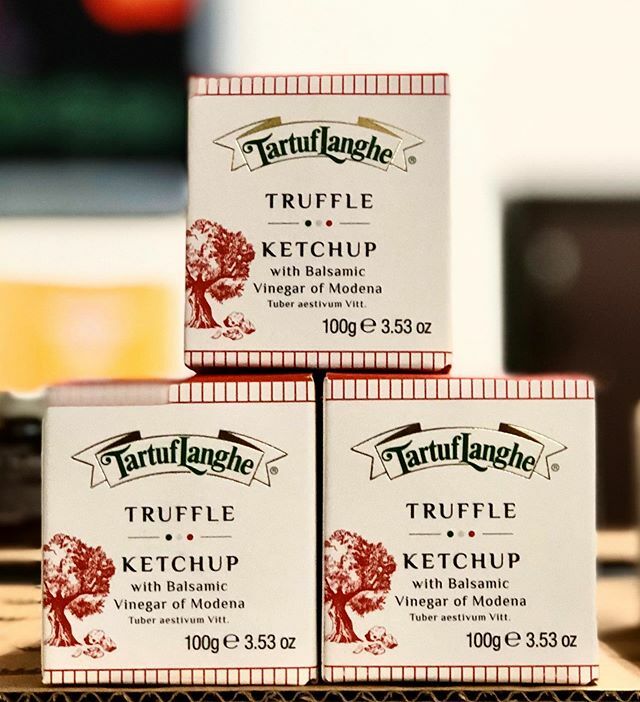 TartufLanghe®
TRUFFLE
KETCHUP
with Balsamic
Vinegar of Modena
Tuber aestivum Vitt.
100g ℮ 3.53 oz
TartufLanghe®
TRUFFLE
KETCHUP
with Balsamic
Vinegar of Modena
Tuber aestivum Vitt.
100g ℮ 3.53 oz
TartufLanghe®
TRUFFLE
KETCHUP
with Balsamic
Vinegar of Modena
Tuber aestivum Vitt.
100g ℮ 3.53 oz